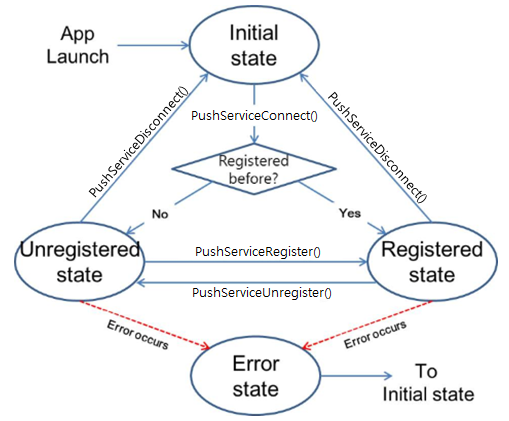 App
Launch
Initial
state
PushServiceConnect()
PushServiceDisconnect()
PushServiceDisconnect()
Registered
before?
No
Yes
Unregistered
state
PushServiceRegister()
Registered
state
PushServiceUnregister()
Error occurs
Error occurs
Error
state
To
Initial state